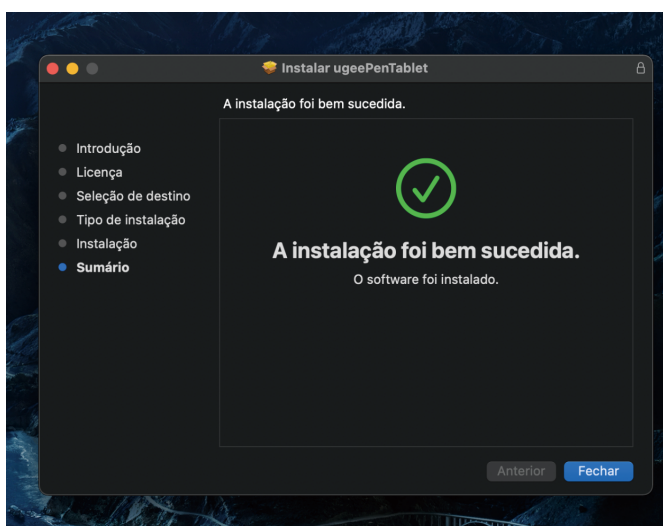 Instalar ugeePenTablet
A instalação foi bem sucedida.
Introdução
Licença
Seleção de destino
Tipo de instalação
Instalação
Sumário
A instalação foi bem sucedida.
O software foi instalado.
Anterior
Fechar